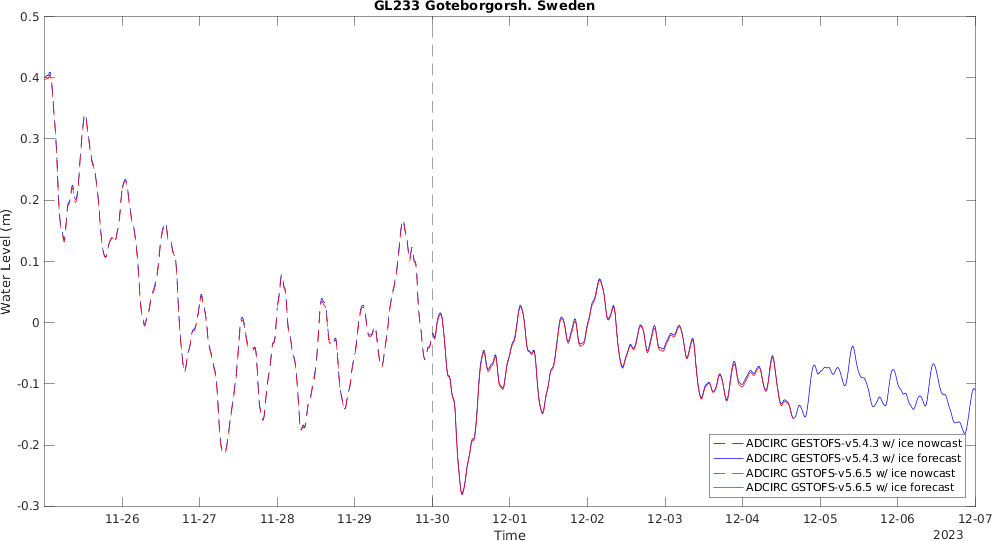 GL233 Goteborgorsh. Sweden
Water Level (m)
0.5
0.4
0.3
0.2
0.1
0
-0.1
-0.2
-0.3
ADCIRC GESTOFS-v5.4.3 w/ ice nowcast
ADCIRC GESTOFS-v5.4.3 w/ ice forecast
ADCIRC GSTOFS-v5.6.5 w/ ice nowcast
ADCIRC GSTOFS-v5.6.5 w/ ice forecast
11-26 11-27 11-28 11-29 11-30 12-01 12-02 12-03 12-04 12-05 12-06 12-07
Time
2023